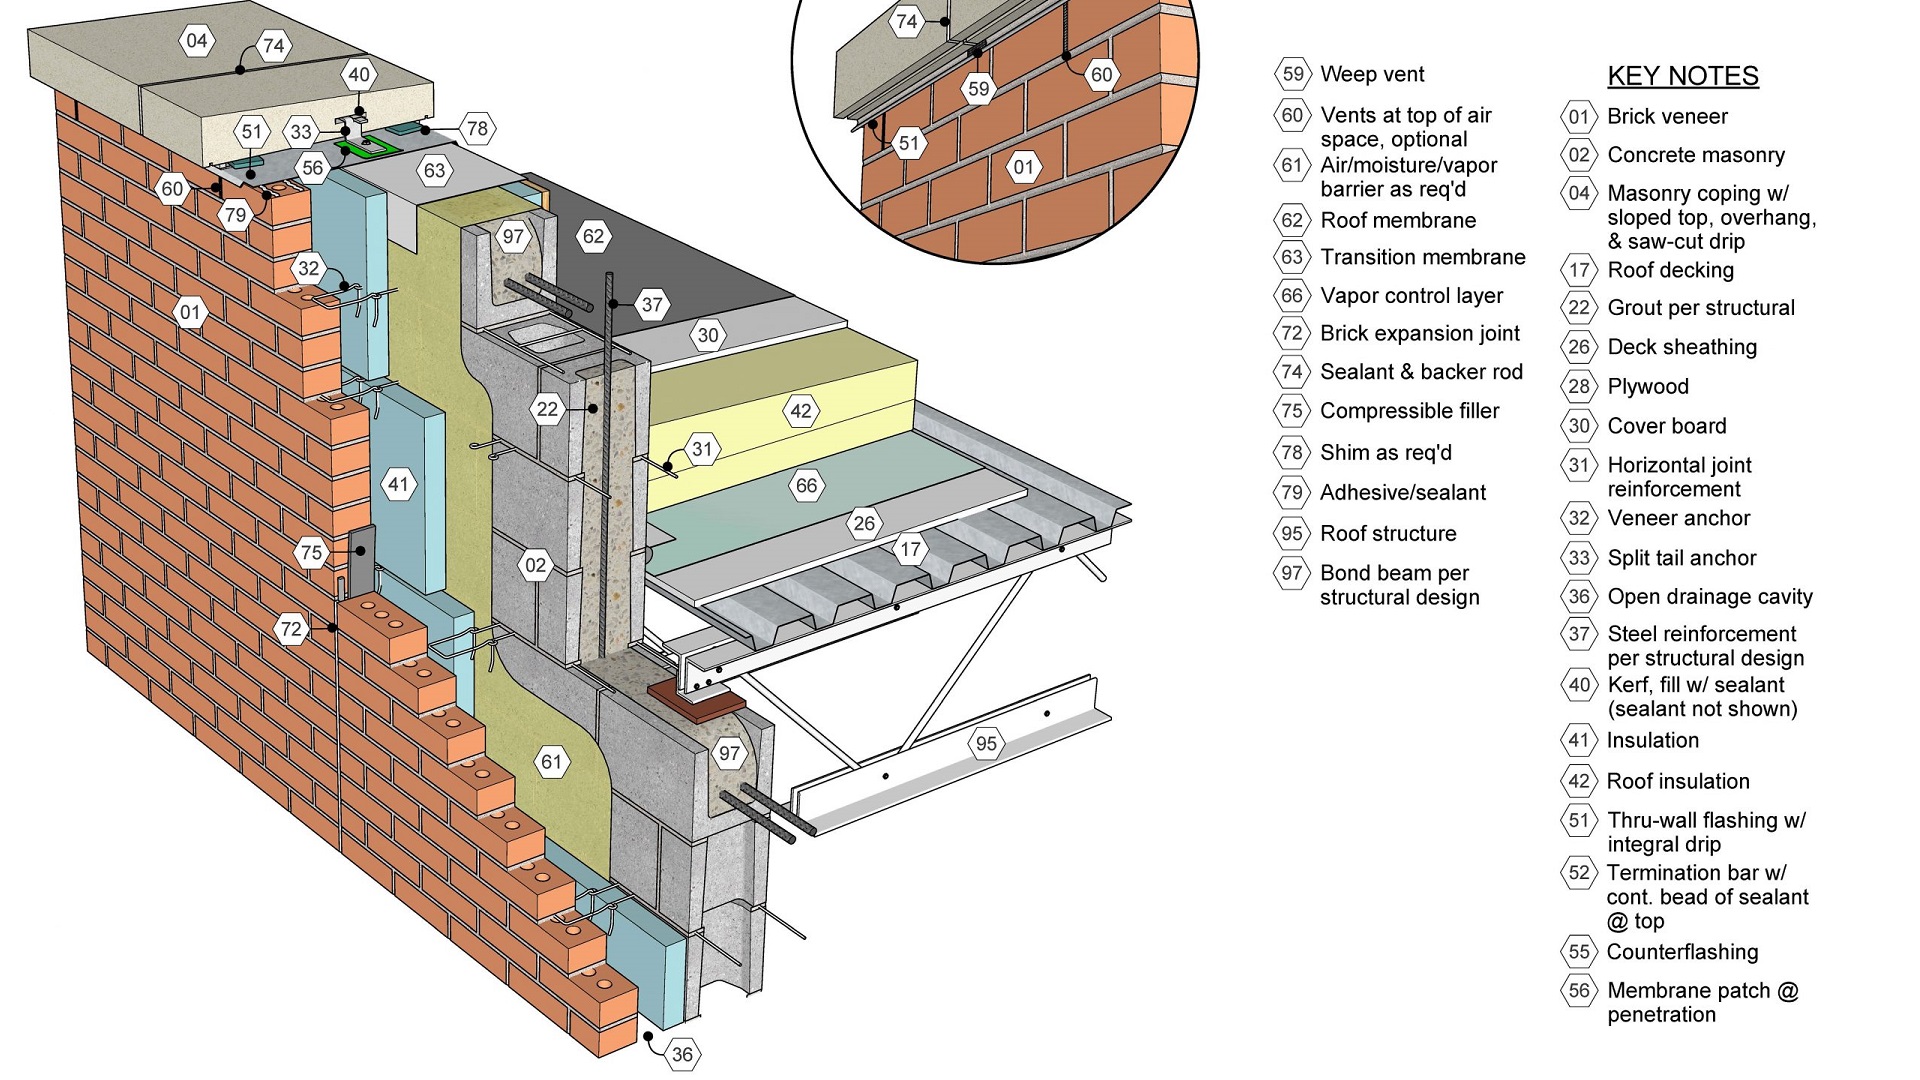 04
74
40
51
33
78
56
63
60
79
97
62
32
37
01
30
22
42
31
41
66
26
75
02
17
72
97
61
95
36
74
59
60
51
01
59 Weep vent
60 Vents at top of air
space, optional
61 Air/moisture/vapor
barrier as req'd
62 Roof membrane
63 Transition membrane
66 Vapor control layer
72 Brick expansion joint
74 Sealant & backer rod
75 Compressible filler
78 Shim as req'd
79 Adhesive/sealant
95 Roof structure
97 Bond beam per
structural design
KEY NOTES
01 Brick veneer
02 Concrete masonry
04 Masonry coping w/
sloped top, overhang,
& saw-cut drip
17 Roof decking
22 Grout per structural
26 Deck sheathing
28 Plywood
30 Cover board
31 Horizontal joint
reinforcement
32 Veneer anchor
33 Split tail anchor
36 Open drainage cavity
37 Steel reinforcement
per structural design
40 Kerf, fill w/ sealant
(sealant not shown)
41 Insulation
42 Roof insulation
51 Thru-wall flashing w/
integral drip
52 Termination bar w/
cont. bead of sealant
@ top
55 Counterflashing
56 Membrane patch @
penetration